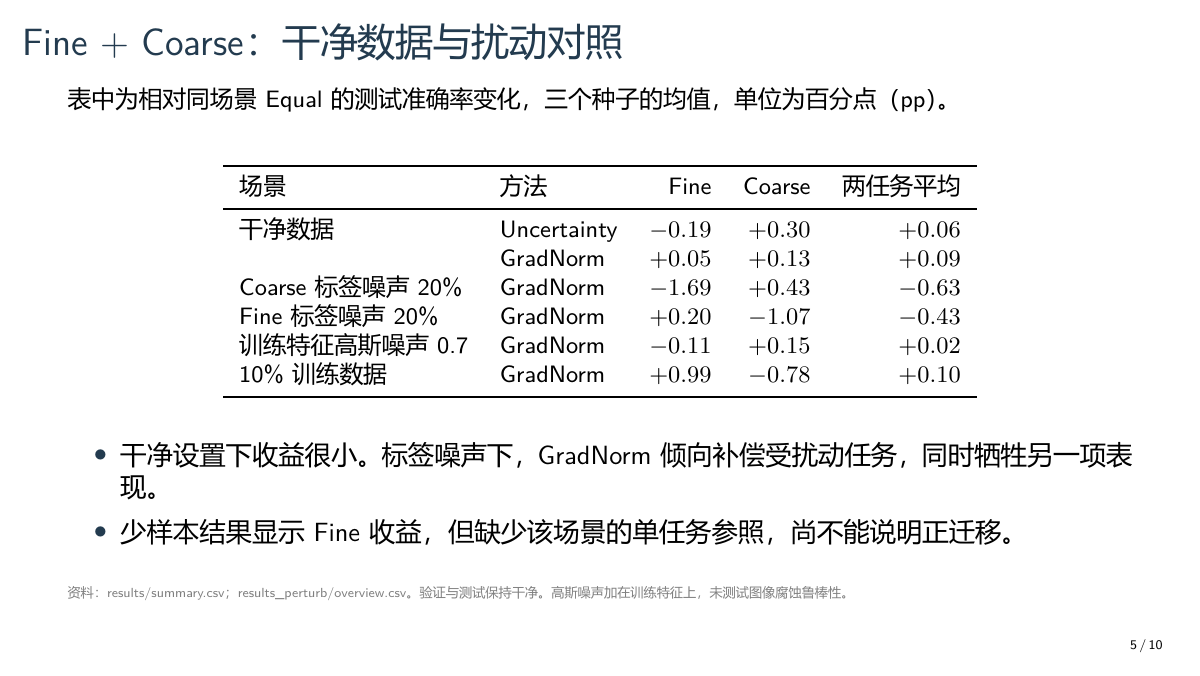 Fine + Coarse：干净数据与扰动对照
表中为相对同场景 Equal 的测试准确率变化，三个种子的均值，单位为百分点（pp）。
场景 方法 Fine Coarse 两任务平均
干净数据 Uncertainty −0.19 +0.30 +0.06
GradNorm +0.05 +0.13 +0.09
Coarse 标签噪声 20% GradNorm −1.69 +0.43 −0.63
Fine 标签噪声 20% GradNorm +0.20 −1.07 −0.43
训练特征高斯噪声 0.7 GradNorm −0.11 +0.15 +0.02
10% 训练数据 GradNorm +0.99 −0.78 +0.10
• 干净设置下收益很小。标签噪声下，GradNorm 倾向补偿受扰动任务，同时牺牲另一项表
现。
• 少样本结果显示 Fine 收益，但缺少该场景的单任务参照，尚不能说明正迁移。
资料：results/summary.csv；results_perturb/overview.csv。验证与测试保持干净。高斯噪声加在训练特征上，未测试图像腐蚀鲁棒性。
5 / 10